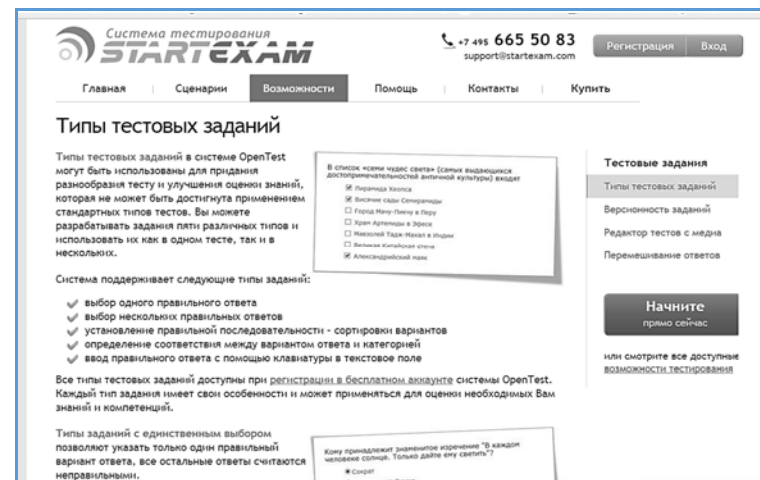 Система тестирования
STARTEXAM
+7 495 665 50 83
support@startexam.com
Регистрация Вход
Главная Сценарии Возможности Помощь Контакты Купить
Типы тестовых заданий
Типы тестовых заданий в системе OpenTest
могут быть использованы для придания
разнообразия тесту и улучшения оценки знаний,
которая не может быть достигнута применением
стандартных типов тестов. Вы можете
разрабатывать задания пяти различных типов и
использовать их как в одном тесте, так и в
нескольких.
В список «семи чудес света» (самых выдающихся
достопримечательностей античной культуры) входят
Пирамида Хеопса
Висячие сады Семирамиды
Город Мачу-Пикчу в Перу
Храм Артемиды в Эфесе
Мавзолей Тадж-Махал в Индии
Великая Китайская стена
Александрийский маяк
Система поддерживает следующие типы заданий:
выбор одного правильного ответа
выбор нескольких правильных ответов
установление правильной последовательности - сортировки вариантов
определение соответствия между вариантом ответа и категорией
ввод правильного ответа с помощью клавиатуры в текстовое поле
Все типы тестовых заданий доступны при регистрации в бесплатном аккаунте системы OpenTest.
Каждый тип задания имеет свои особенности и может применяться для оценки необходимых Вам
знаний и компетенций.
Типы заданий с единственным выбором
позволяют указать только один правильный
вариант ответа, все остальные ответы считаются
неправильными.
Кому принадлежит знаменитое изречение "В каждом
человеке солнце. Только дайте ему светить"?
Сократ
Тестовые задания
Типы тестовых заданий
Версионность заданий
Редактор тестов с медиа
Перемешивание ответов
Начните
прямо сейчас
или смотрите все доступные
возможности тестирования